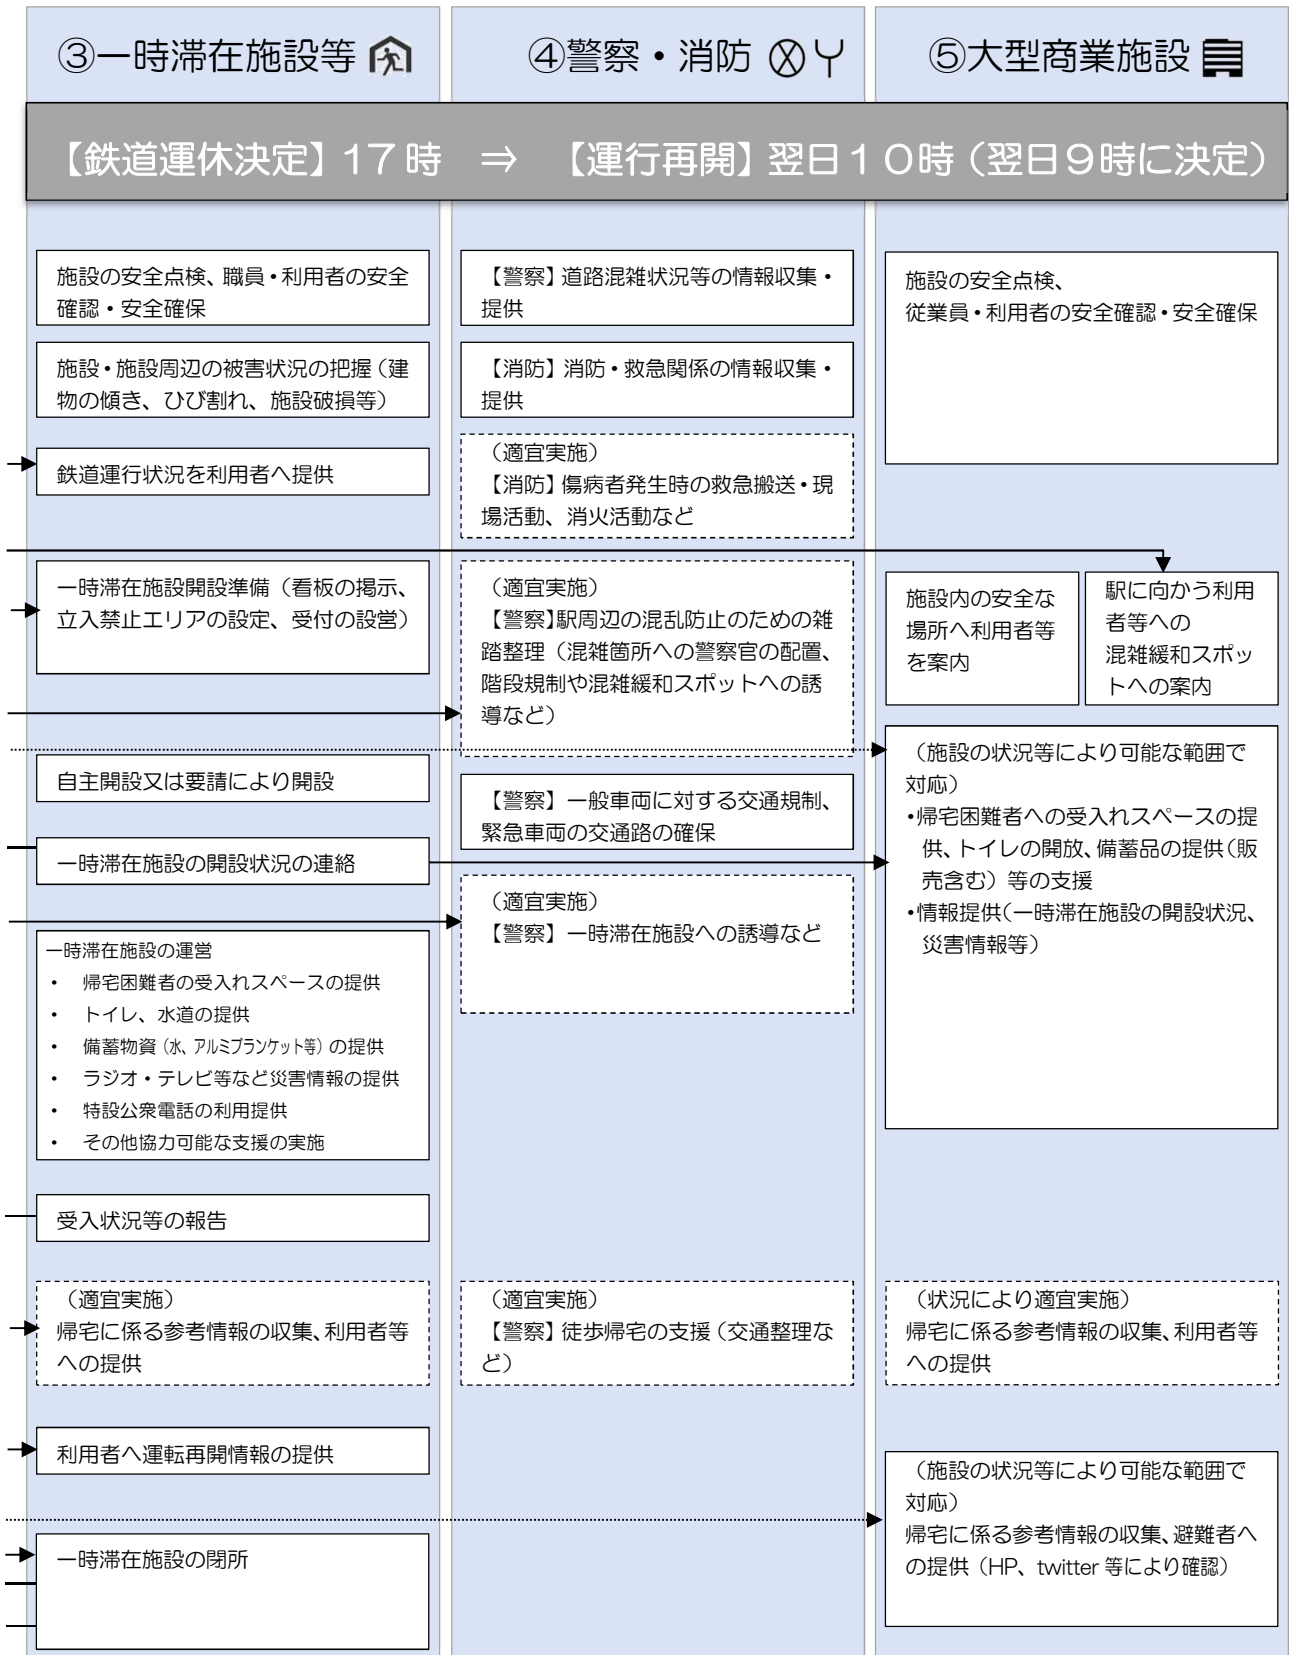 ③一時滞在施設等
④警察・消防
⑤大型商業施設
【鉄道運休決定】17時 ⇒ 【運行再開】翌日10時（翌日9時に決定）
施設の安全点検、職員・利用者の安全
確認・安全確保
施設・施設周辺の被害状況の把握（建
物の傾き、ひび割れ、施設破損等）
鉄道運行状況を利用者へ提供
一時滞在施設開設準備（看板の掲示、
立入禁止エリアの設定、受付の設営）
自主開設又は要請により開設
一時滞在施設の開設状況の連絡
一時滞在施設の運営
・ 帰宅困難者の受入れスペースの提供
・ トイレ、水道の提供
・ 備蓄物資（水、アルミブランケット等）の提供
・ ラジオ・テレビ等など災害情報の提供
・ 特設公衆電話の利用提供
・ その他協力可能な支援の実施
受入状況等の報告
（適宜実施）
帰宅に係る参考情報の収集、利用者等
への提供
利用者へ運転再開情報の提供
一時滞在施設の閉所
【警察】道路混雑状況等の情報収集・
提供
【消防】消防・救急関係の情報収集・
提供
（適宜実施）
【消防】傷病者発生時の救急搬送・現
場活動、消火活動など
（適宜実施）
【警察】駅周辺の混乱防止のための雑
踏整理（混雑箇所への警察官の配置、
階段規制や混雑緩和スポットへの誘
導など）
【警察】一般車両に対する交通規制、
緊急車両の交通路の確保
（適宜実施）
【警察】一時滞在施設への誘導など
（適宜実施）
【警察】徒歩帰宅の支援（交通整理な
ど）
施設の安全点検、
従業員・利用者の安全確認・安全確保
施設内の安全な
場所へ利用者等
を案内
駅に向かう利用
者等への
混雑緩和スポッ
トへの案内
（施設の状況等により可能な範囲で
対応）
・帰宅困難者への受入れスペースの提
供、トイレの開放、備蓄品の提供（販
売含む）等の支援
・情報提供（一時滞在施設の開設状況、
災害情報等）
（状況により適宜実施）
帰宅に係る参考情報の収集、利用者等
への提供
（施設の状況等により可能な範囲で
対応）
帰宅に係る参考情報の収集、避難者へ
の提供（HP、twitter 等により確認）